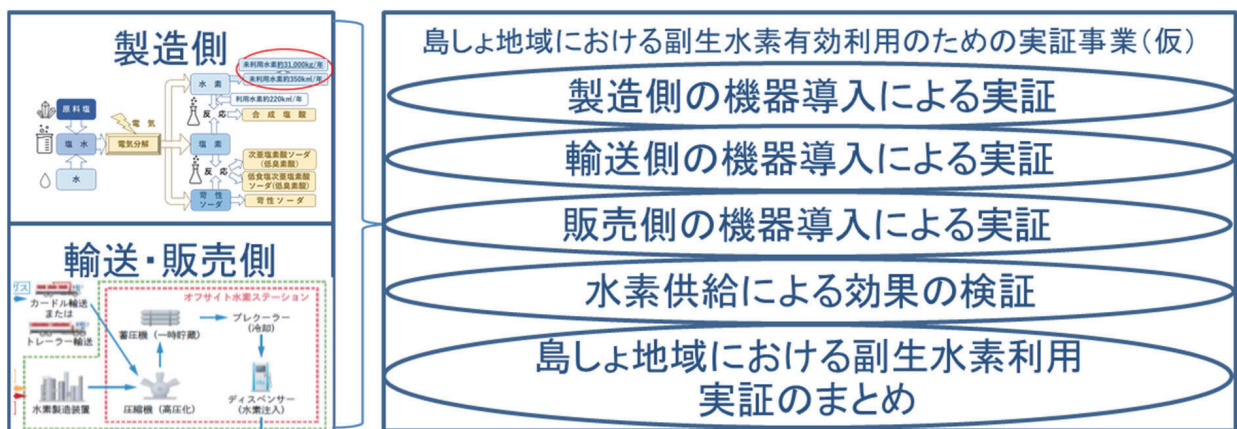 製造側
未利用水素約31,000kg/年
未利用水素約350k㎥/年
水素
利用水素約220k㎥/年
原料塩
電気
反応
合成塩酸
塩水
電気分解
塩素
次亜塩素酸ソーダ
(低臭素酸)
反応
低食塩次亜塩素酸
ソーダ(低臭素酸)
水
苛性
ソーダ
苛性ソーダ
輸送・販売側
ガス
カードル輸送
または
トレーラー輸送
オフサイト水素ステーション
蓄圧機(一時貯蔵)
プレクーラー
(冷却)
水素製造装置
圧縮機(高圧化)
ディスペンサー
(水素注入)
島しょ地域における副生水素有効利用のための実証事業(仮)
製造側の機器導入による実証
輸送側の機器導入による実証
販売側の機器導入による実証
水素供給による効果の検証
島しょ地域における副生水素利用
実証のまとめ